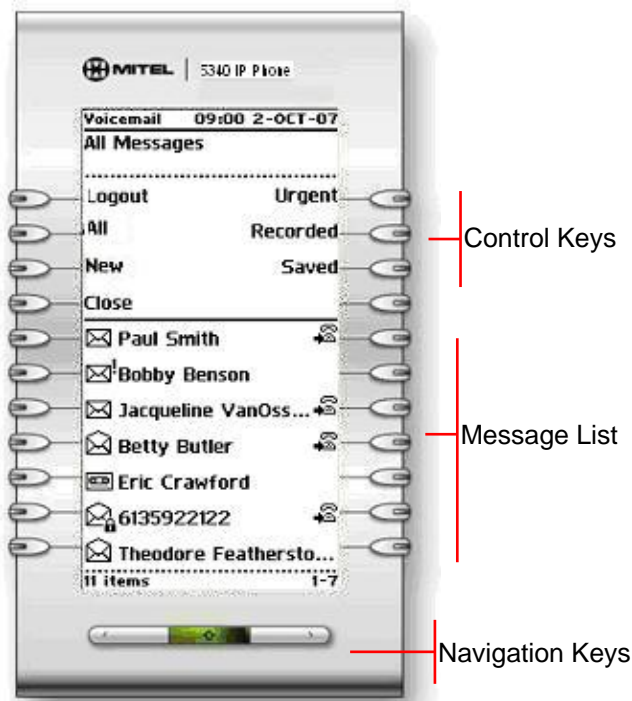 MITEL | 5340 IP Phone
Voicemail 09:00 2-OCT-07
All Messages
Logout Urgent
All Recorded
New Saved
Close
Paul Smith
Bobby Benson
Jacqueline VanOss...
Betty Butler
Eric Crawford
6135922122
Theodore Feathersto...
11 items 1-7
Control Keys
Message List
Navigation Keys